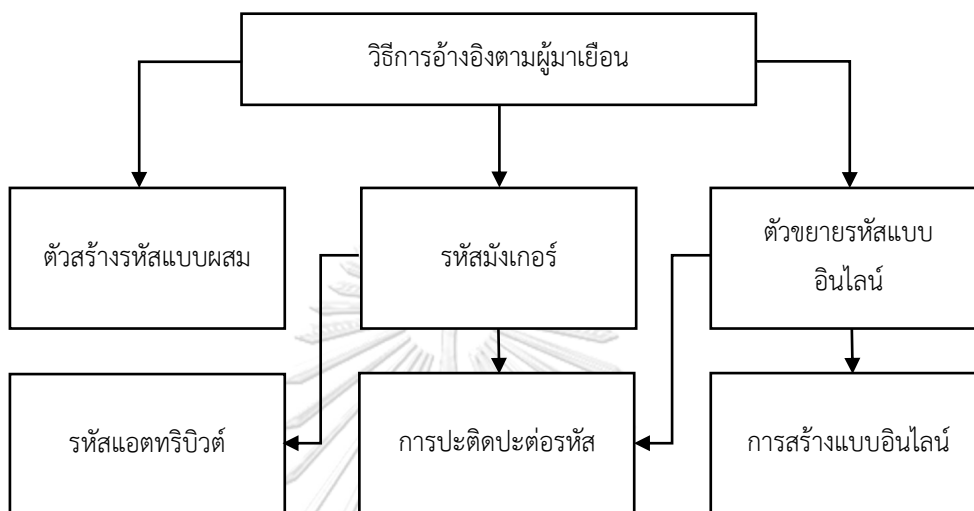 วิธีการอ้างอิงตามผู้มาเยือน
ตัวสร้างรหัสแบบผสม
รหัสมังเกอร์
ตัวขยายรหัสแบบ
อินไลน์
รหัสแอตทริบิวต์
การปะติดปะต่อรหัส
การสร้างแบบอินไลน์